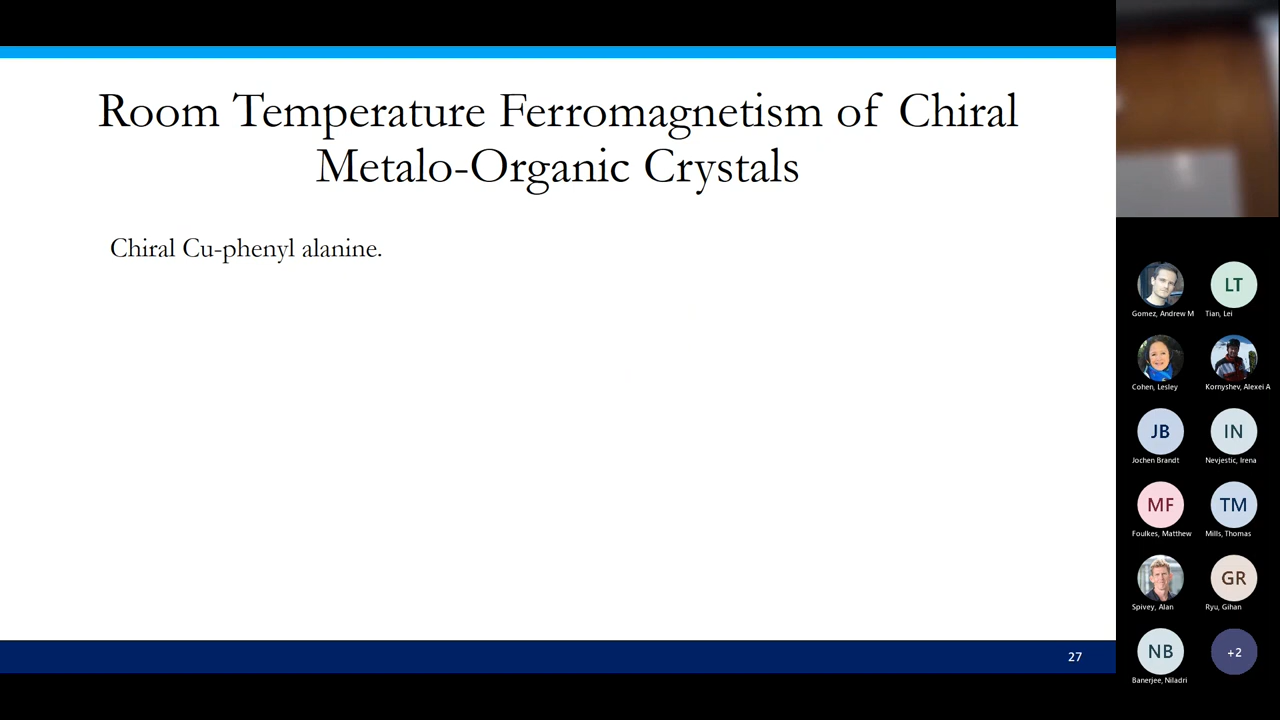 Room Temperature Ferromagnetism of Chiral
Metalo-Organic Crystals
Chiral Cu-phenyl alanine.
27
Gomez, Andrew M
LT
Tian, Lei
Cohen, Lesley
Kornyshev, Alexei A
JB
Jochen Brandt
IN
Nevjestic, Irena
MF
Foulkes, Matthew
TM
Mills, Thomas
Spivey, Alan
GR
Ryu, Gihan
NB
Banerjee, Niladri
+2